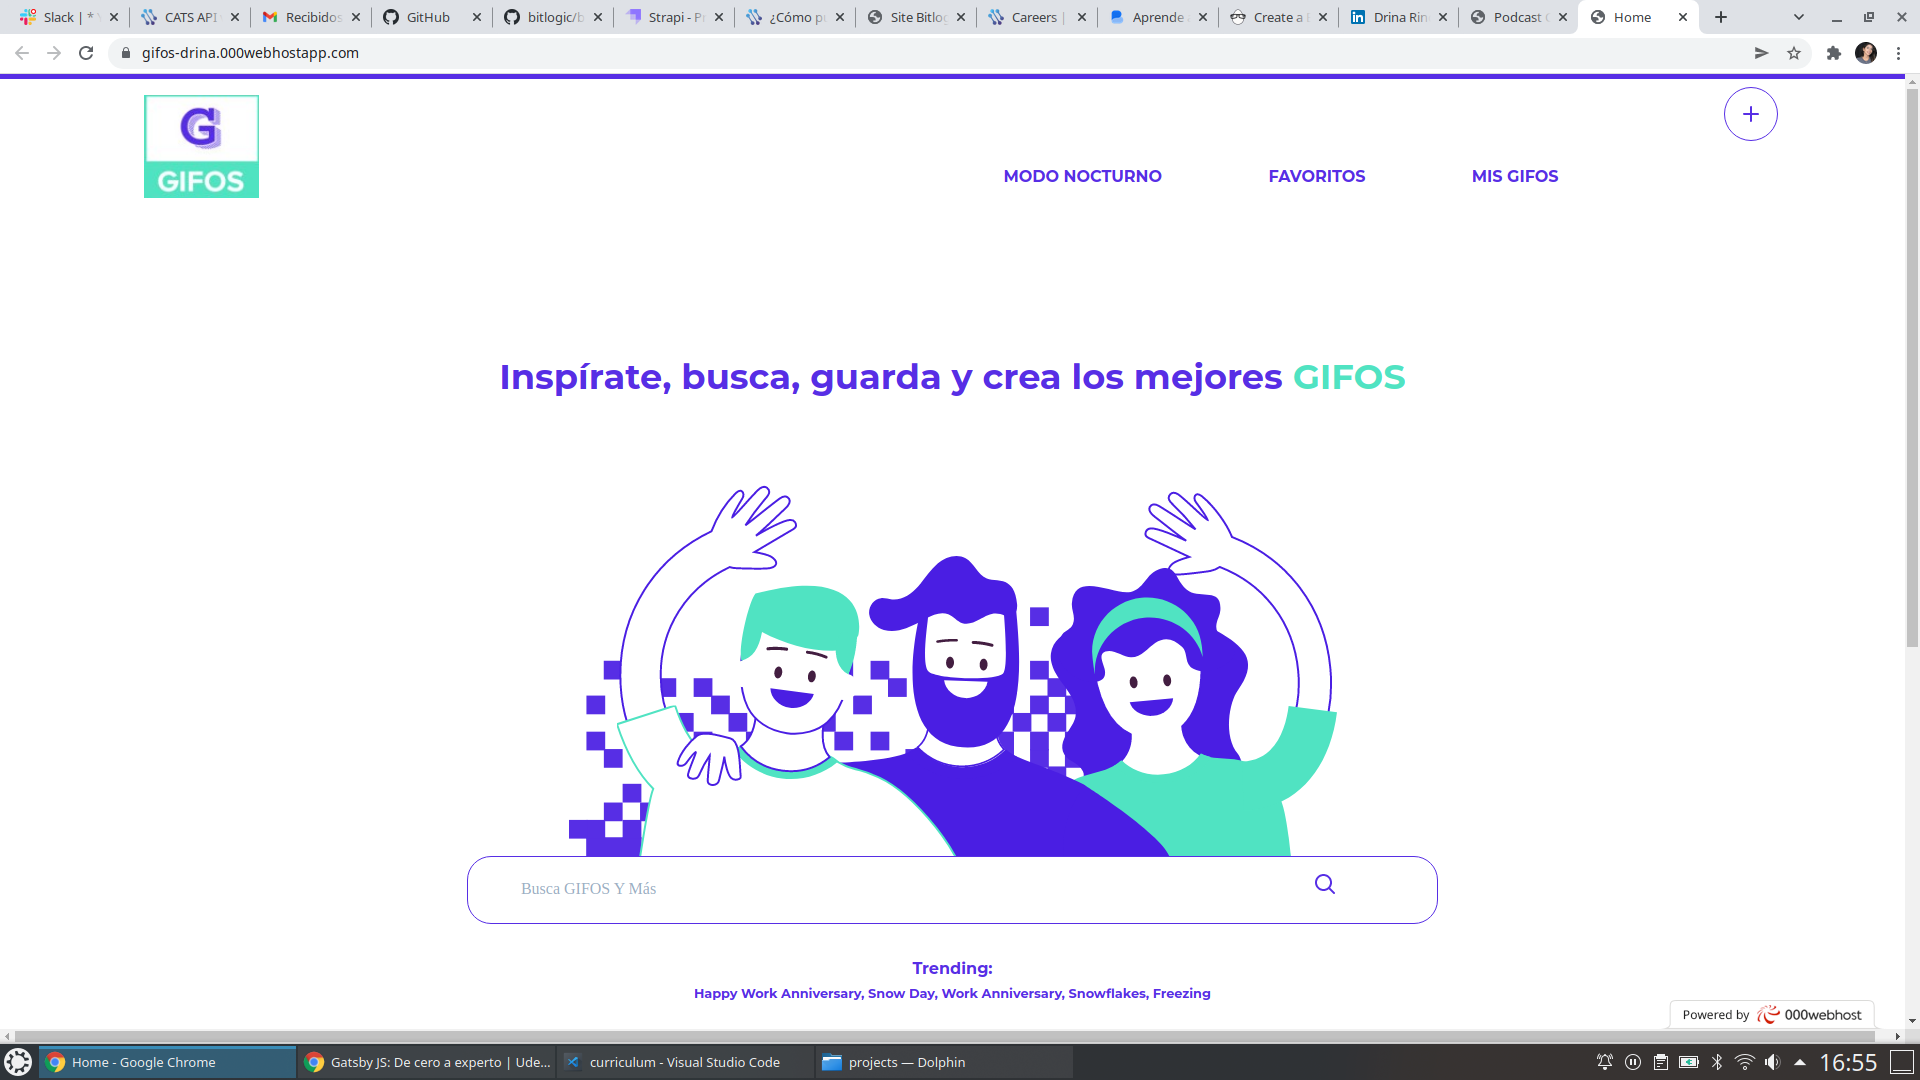 Slack | * CATS API Recibidos GitHub bitlogic/b Strapi - P ¿Cómo p Site Bitlog Careers | Aprende Create a Drina Rin Podcast Home
gifos-drina.000webhostapp.com
G
GIFOS
MODO NOCTURNO FAVORITOS MIS GIFOS
Inspírate, busca, guarda y crea los mejores GIFOS
Busca GIFOS Y Más
Trending:
Happy Work Anniversary, Snow Day, Work Anniversary, Snowflakes, Freezing
Powered by 000webhost
Home - Google Chrome Gatsby JS: De cero a experto | Ude... curriculum - Visual Studio Code projects — Dolphin 16:55